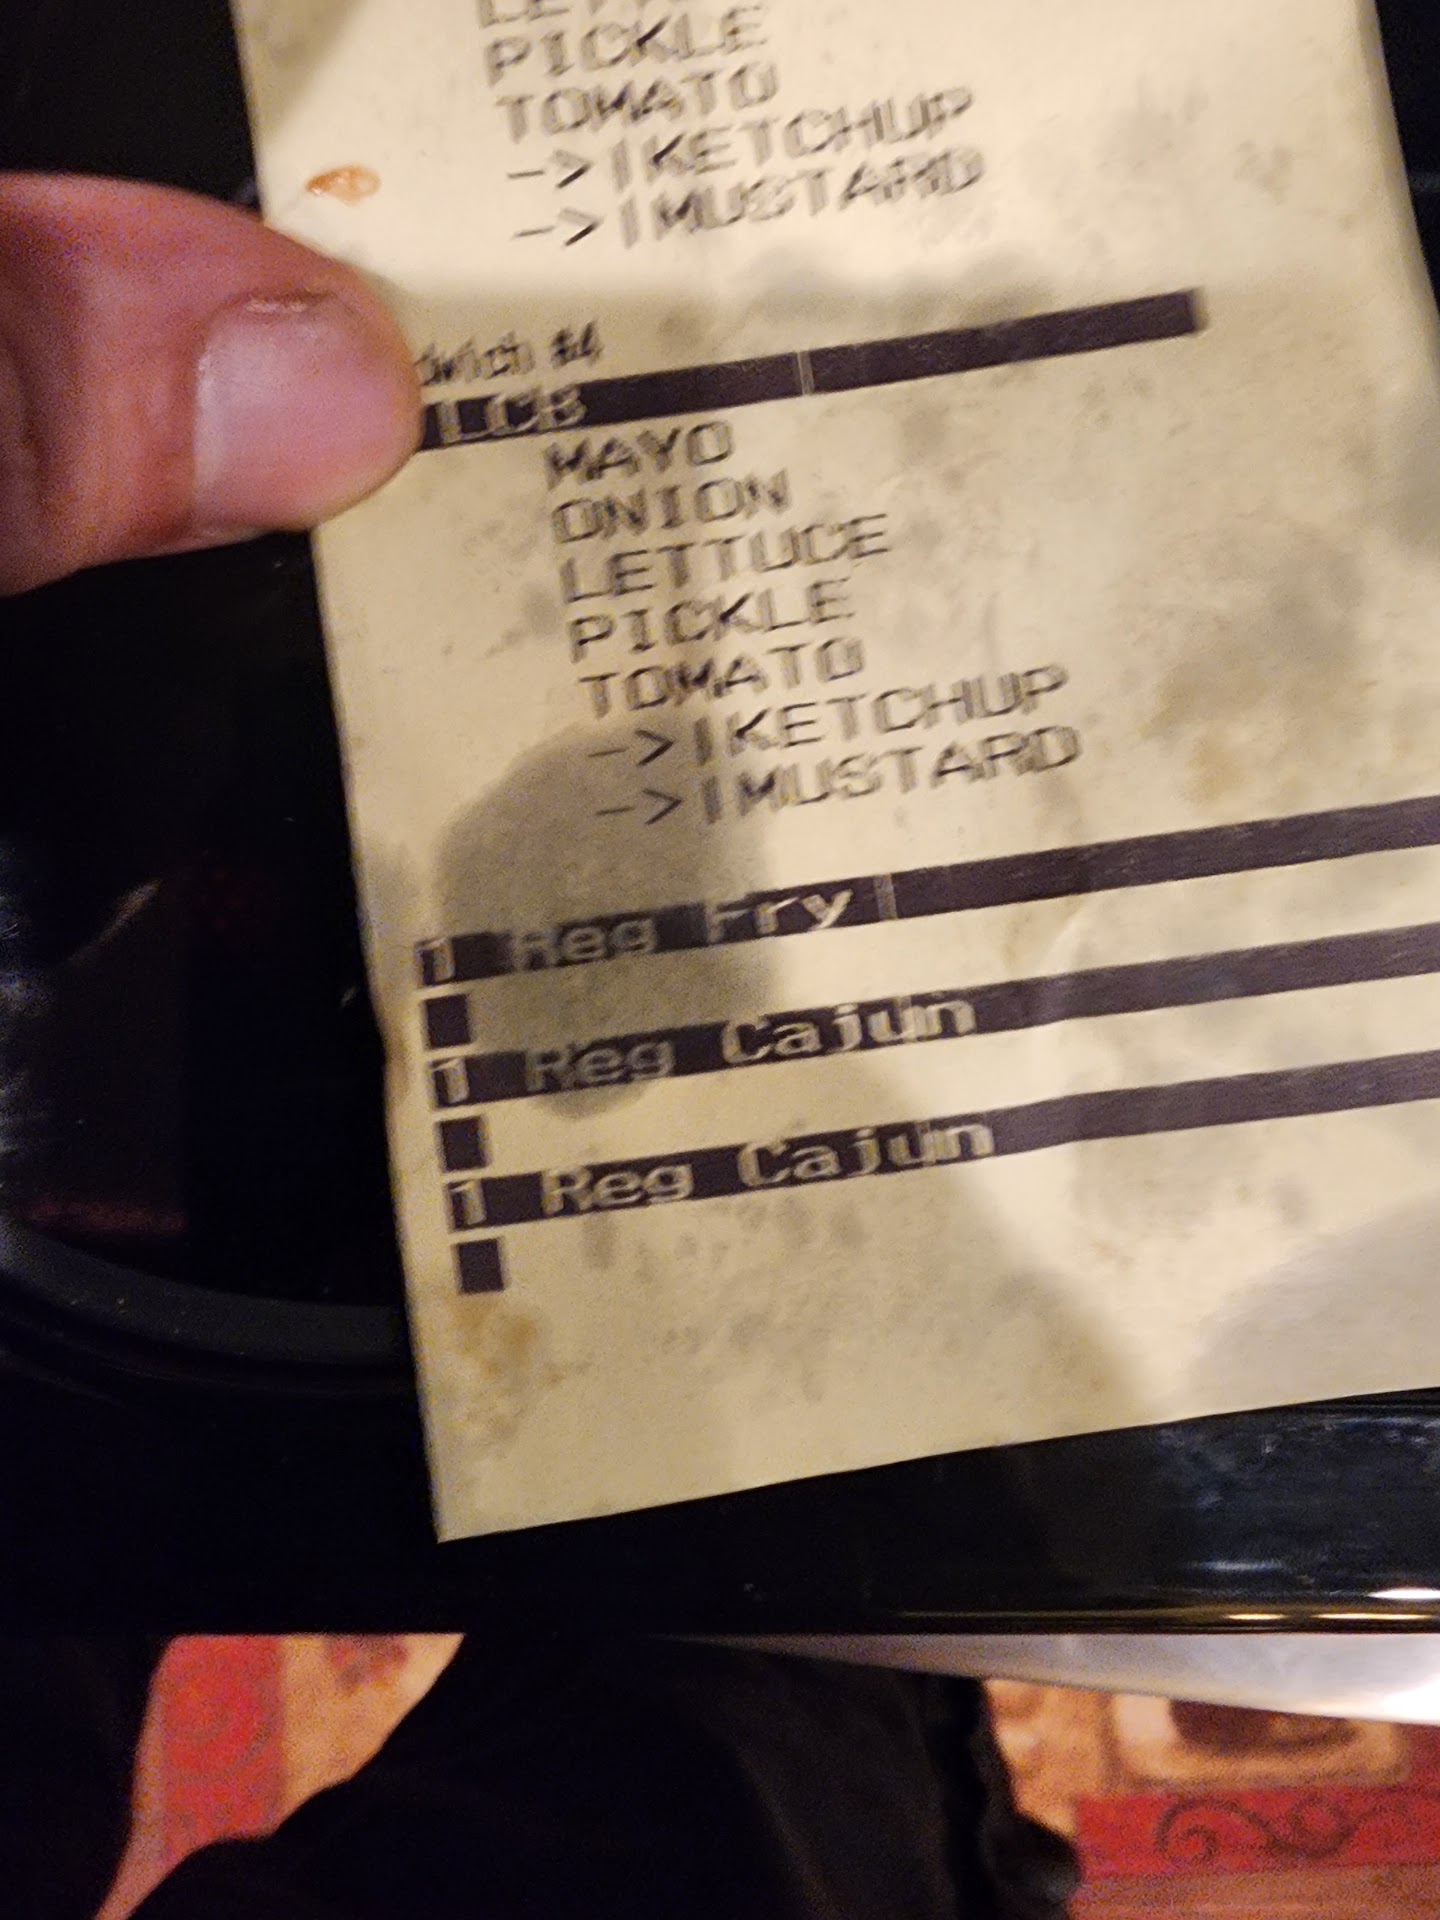 PICKLE
TOMATO
->|KETCHUP
->|MUSTARD
#4
LCB
MAYO
ONION
LETTUCE
PICKLE
TOMATO
->|KETCHUP
->|MUSTARD
1 Reg Fry
1 Reg Cajun
1 Reg Cajun